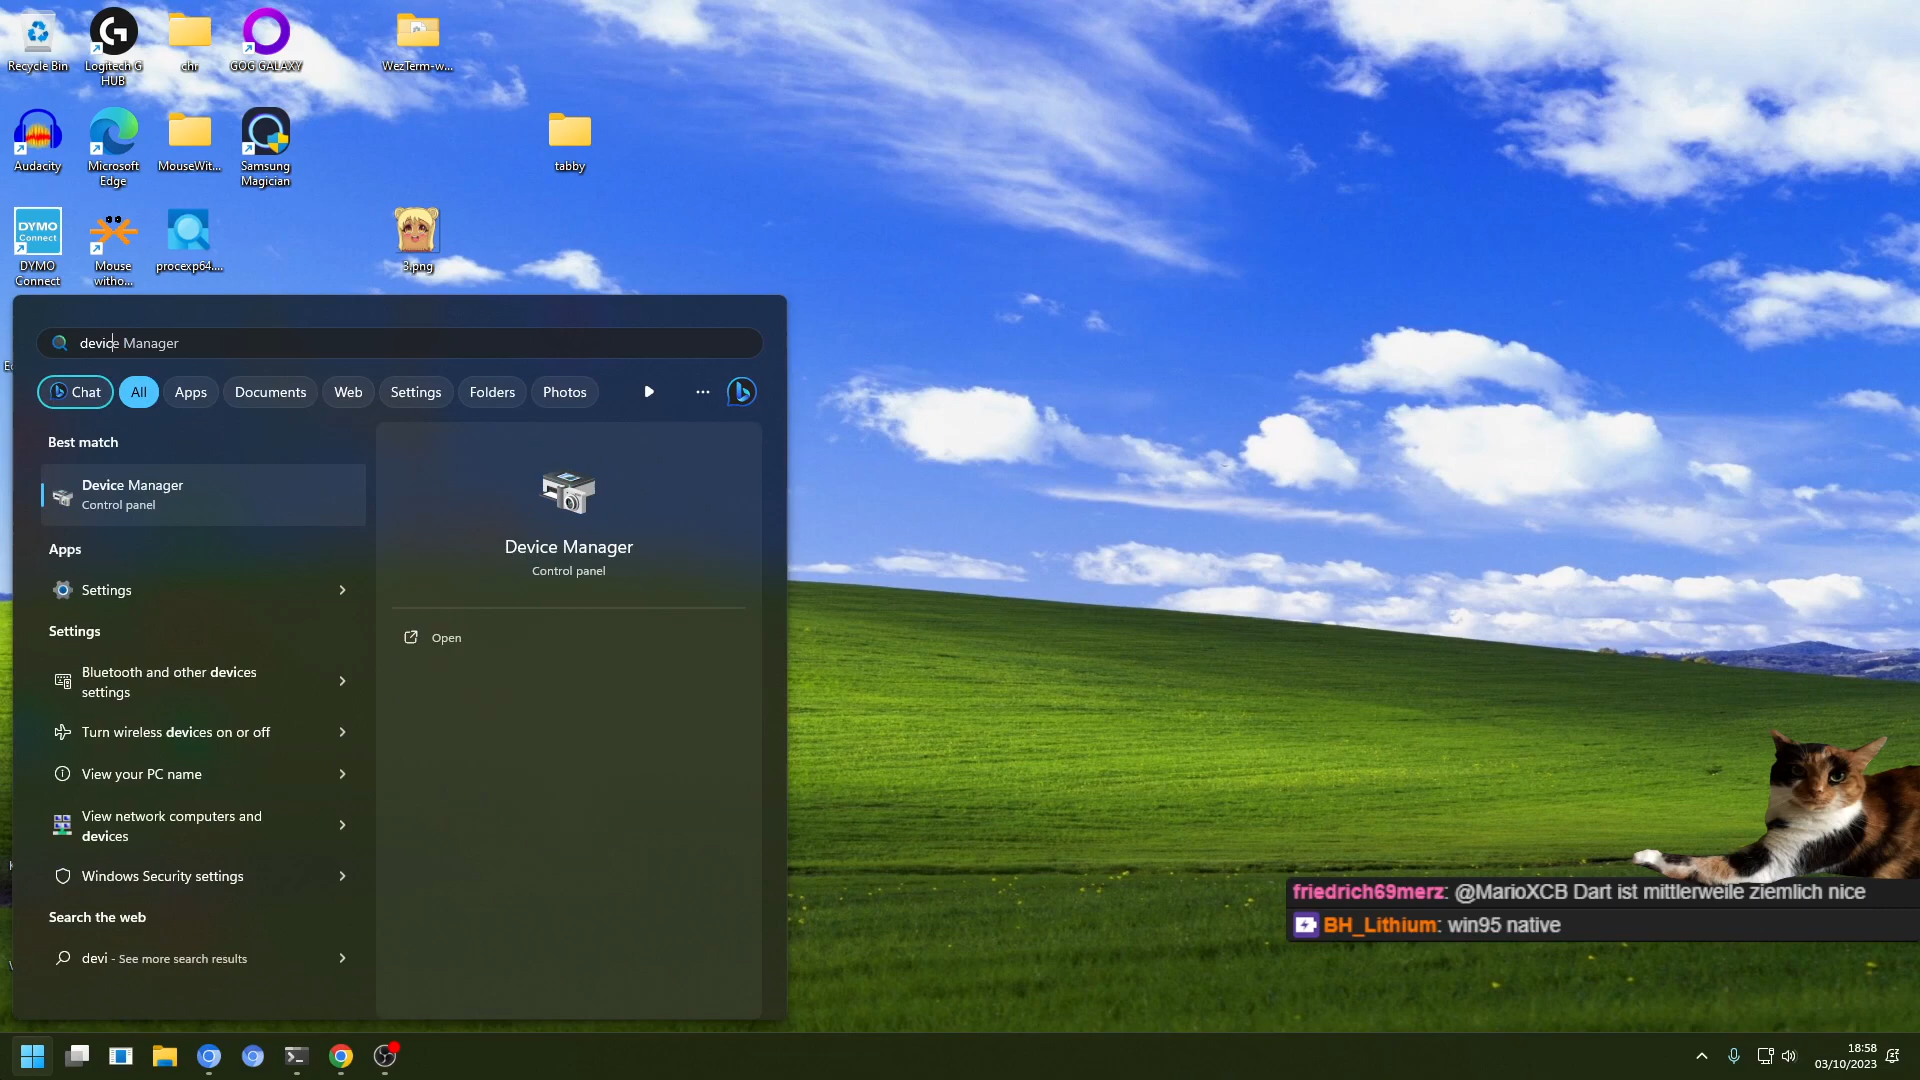 Recycle Bin
Logitech G
HUB
chr
GOG GALAXY
WezTerm-w...
Audacity
Microsoft
Edge
MouseWit...
Samsung
Magician
tabby
DYMO
Connect
DYMO
Connect
Mouse
witho...
procexp64....
3.png
device Manager
Chat
All
Apps
Documents
Web
Settings
Folders
Photos
Best match
Device Manager
Control panel
Apps
Settings
Settings
Bluetooth and other devices
settings
Turn wireless devices on or off
View your PC name
View network computers and
devices
Windows Security settings
Search the web
devi - See more search results
Device Manager
Control panel
Open
friedrich69merz: @MarioXCB Dart ist mittlerweile ziemlich nice
BH_Lithium: win95 native
18:58
03/10/2023